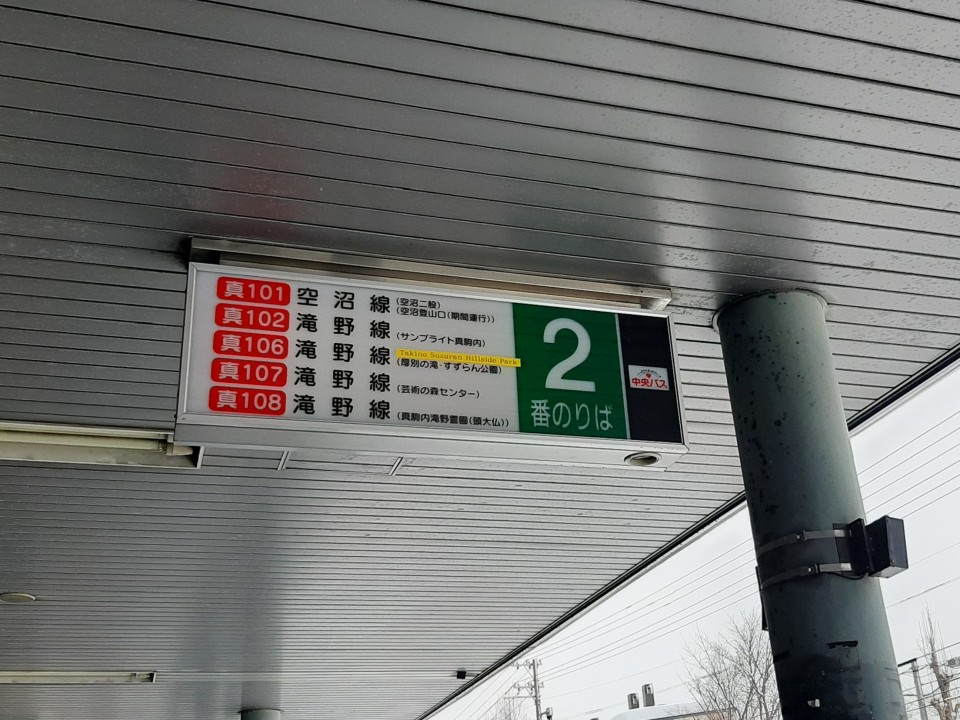 真101 空沼線 (空沼二股)
(空沼登山口(期間運行))
真102 滝野線 (サンブライト真駒内)
真106 滝野線 Takino Suzuran Hillside Park
(厚別の滝・すずらん公園)
真107 滝野線 (芸術の森センター)
真108 滝野線 (真駒内滝野霊園(頭大仏))
2
番のりば
中央バス